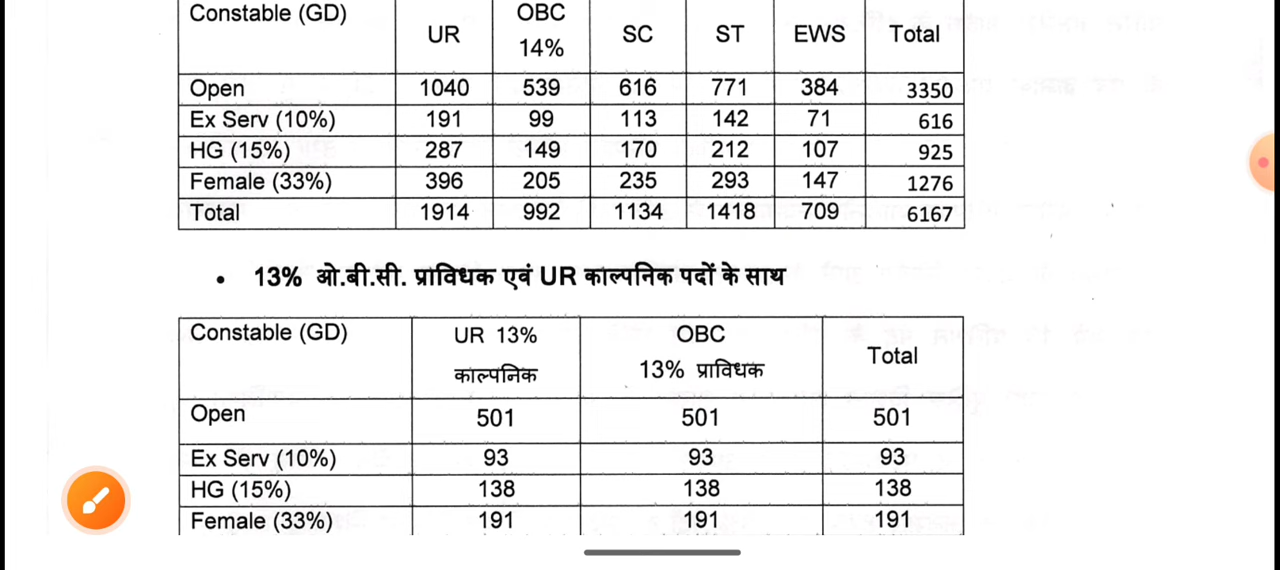 Constable (GD) UR OBC 14% SC ST EWS Total
Open 1040 539 616 771 384 3350
Ex Serv (10%) 191 99 113 142 71 616
HG (15%) 287 149 170 212 107 925
Female (33%) 396 205 235 293 147 1276
Total 1914 992 1134 1418 709 6167
• 13% ओ.बी.सी. प्राविधक एवं UR काल्पनिक पदों के साथ
Constable (GD) UR 13% काल्पनिक OBC 13% प्राविधक Total
Open 501 501 501
Ex Serv (10%) 93 93 93
HG (15%) 138 138 138
Female (33%) 191 191 191